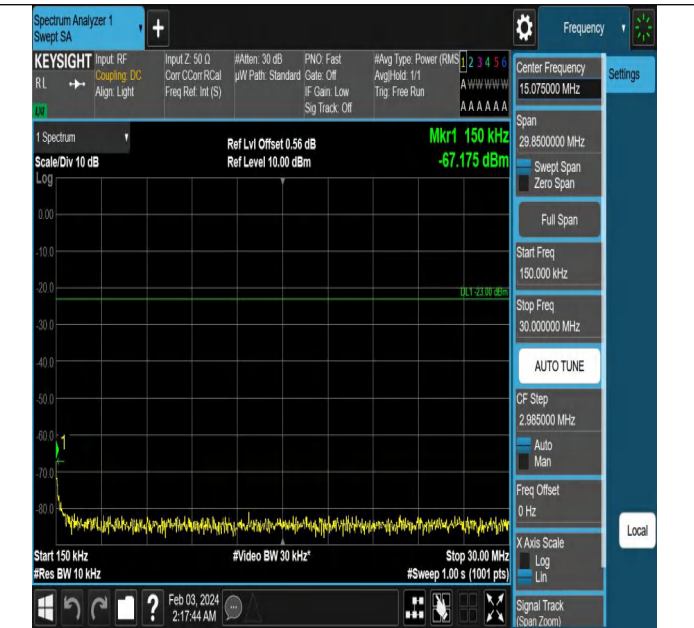 Spectrum Analyzer 1
Swept SA
+
Frequency
KEYSIGHT
RL
LXI
Input: RF
Coupling: DC
Align: Light
Input Z: 50 Ω
Corr CCorr RCal
Freq Ref: Int (S)
#Atten: 30 dB
µW Path: Standard
PNO: Fast
Gate: Off
IF Gain: Low
Sig Track: Off
#Avg Type: Power (RMS
Avg|Hold: 1/1
Trig: Free Run
1 2 3 4 5 6
A W W W W W
A A A A A A
1 Spectrum
Scale/Div 10 dB
Log
Ref Lvl Offset 0.56 dB
Ref Level 10.00 dBm
Mkr1 150 kHz
-67.175 dBm
0.00
-10.0
-20.0
DL1 -23.00 dBm
-30.0
-40.0
-50.0
-60.0
1
-70.0
-80.0
Start 150 kHz
#Video BW 30 kHz*
Stop 30.00 MHz
#Res BW 10 kHz
#Sweep 1.00 s (1001 pts)
?
Feb 03, 2024
2:17:44 AM
Center Frequency
15.075000 MHz
Settings
Span
29.8500000 MHz
Swept Span
Zero Span
Full Span
Start Freq
150.000 kHz
Stop Freq
30.000000 MHz
AUTO TUNE
CF Step
2.985000 MHz
Auto
Man
Freq Offset
0 Hz
X Axis Scale
Log
Lin
Local
Signal Track
(Span Zoom)